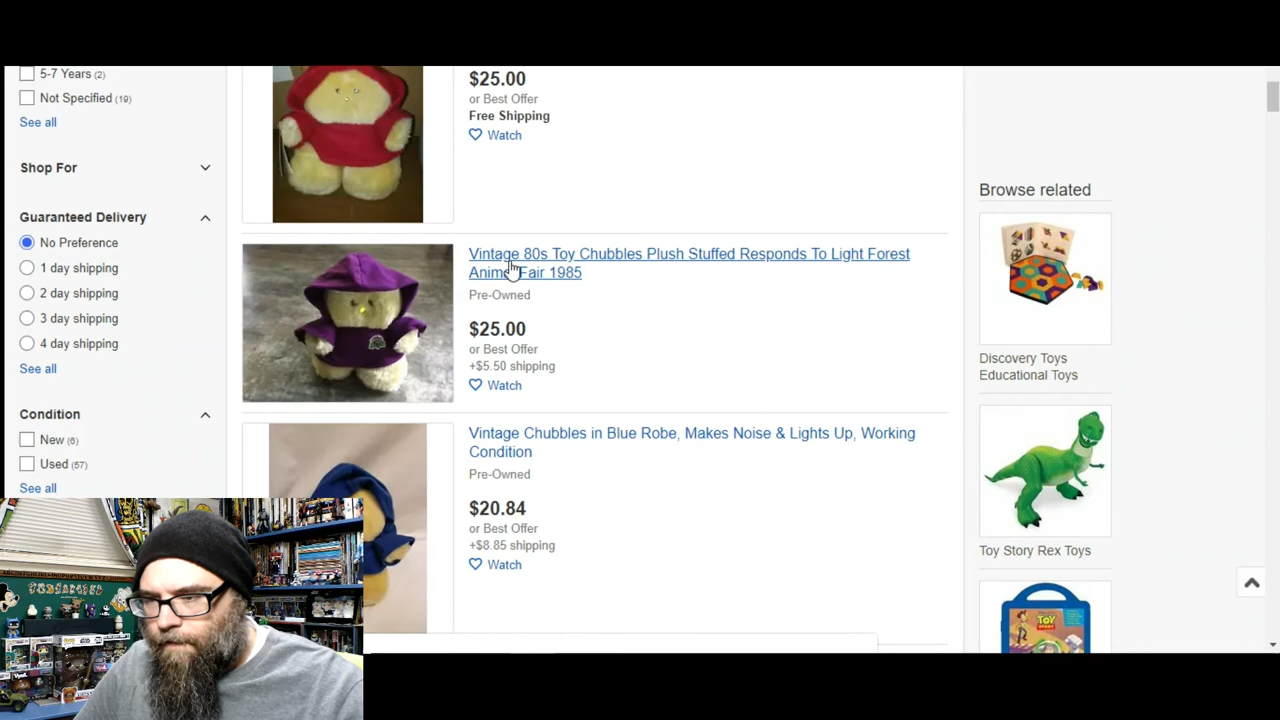 5-7 Years (2)
Not Specified (19)
See all
Shop For
Guaranteed Delivery
No Preference
1 day shipping
2 day shipping
3 day shipping
4 day shipping
See all
Condition
New (6)
Used (57)
See all
$25.00
or Best Offer
Free Shipping
Watch
Vintage 80s Toy Chubbles Plush Stuffed Responds To Light Forest
Anime Fair 1985
Pre-Owned
$25.00
or Best Offer
+$5.50 shipping
Watch
Vintage Chubbles in Blue Robe, Makes Noise & Lights Up, Working
Condition
Pre-Owned
$20.84
or Best Offer
+$8.85 shipping
Watch
Browse related
Discovery Toys
Educational Toys
Toy Story Rex Toys
TOY
STORY